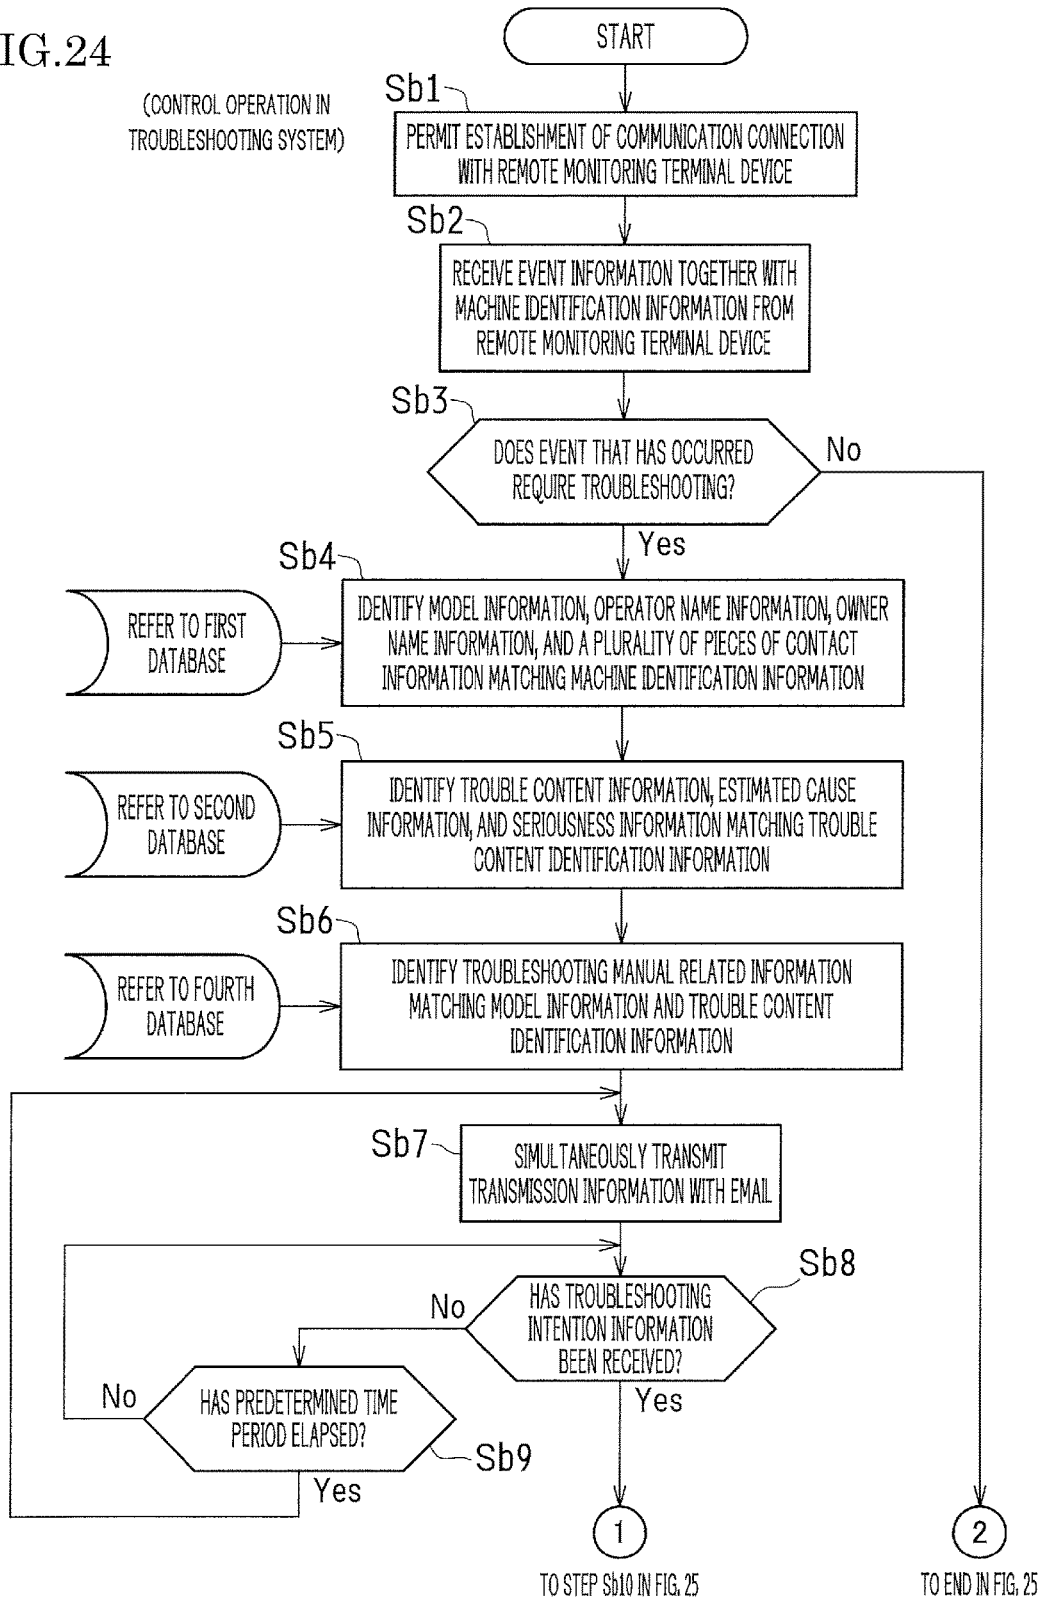 IG.24
START
(CONTROL OPERATION IN
TROUBLESHOOTING SYSTEM)
Sb1
PERMIT ESTABLISHMENT OF COMMUNICATION CONNECTION
WITH REMOTE MONITORING TERMINAL DEVICE
Sb2
RECEIVE EVENT INFORMATION TOGETHER WITH
MACHINE IDENTIFICATION INFORMATION FROM
REMOTE MONITORING TERMINAL DEVICE
Sb3
DOES EVENT THAT HAS OCCURRED
REQUIRE TROUBLESHOOTING?
No
Yes
Sb4
REFER TO FIRST
DATABASE
IDENTIFY MODEL INFORMATION, OPERATOR NAME INFORMATION, OWNER
NAME INFORMATION, AND A PLURALITY OF PIECES OF CONTACT
INFORMATION MATCHING MACHINE IDENTIFICATION INFORMATION
Sb5
REFER TO SECOND
DATABASE
IDENTIFY TROUBLE CONTENT INFORMATION, ESTIMATED CAUSE
INFORMATION, AND SERIOUSNESS INFORMATION MATCHING TROUBLE
CONTENT IDENTIFICATION INFORMATION
Sb6
REFER TO FOURTH
DATABASE
IDENTIFY TROUBLESHOOTING MANUAL RELATED INFORMATION
MATCHING MODEL INFORMATION AND TROUBLE CONTENT
IDENTIFICATION INFORMATION
Sb7
SIMULTANEOUSLY TRANSMIT
TRANSMISSION INFORMATION WITH EMAIL
Sb8
HAS TROUBLESHOOTING
INTENTION INFORMATION
BEEN RECEIVED?
No
Yes
HAS PREDETERMINED TIME
PERIOD ELAPSED?
No
Sb9
Yes
1
2
TO STEP Sb10 IN FIG. 25
TO END IN FIG. 25